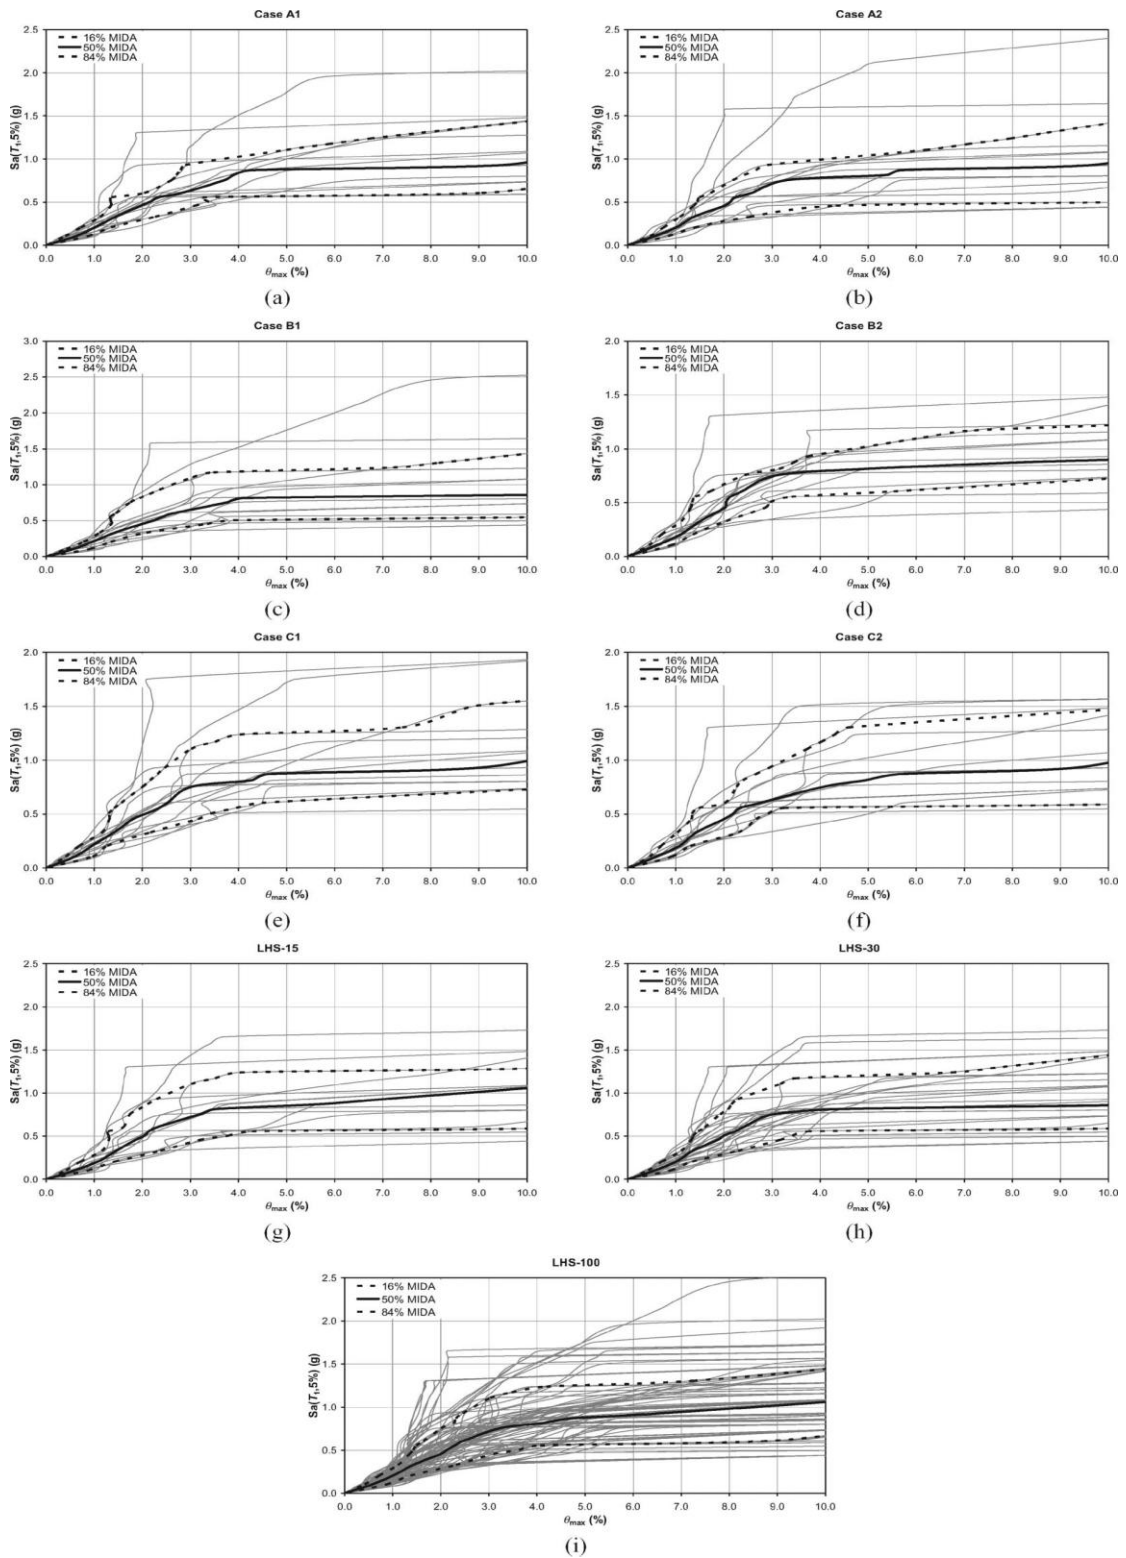 Case A1
2.5
16% MIDA
50% MIDA
84% MIDA
2.0
1.5
1.0
0.5
0.0
Sa(T1,5%) (g)
0.0 1.0 2.0 3.0 4.0 5.0 6.0 7.0 8.0 9.0 10.0
θmax (%)
(a)
Case A2
2.5
16% MIDA
50% MIDA
84% MIDA
2.0
1.5
1.0
0.5
0.0
Sa(T1,5%) (g)
0.0 1.0 2.0 3.0 4.0 5.0 6.0 7.0 8.0 9.0 10.0
θmax (%)
(b)
Case B1
3.0
16% MIDA
50% MIDA
84% MIDA
2.5
2.0
1.5
1.0
0.5
0.0
Sa(T1,5%) (g)
0.0 1.0 2.0 3.0 4.0 5.0 6.0 7.0 8.0 9.0 10.0
θmax (%)
(c)
Case B2
2.0
16% MIDA
50% MIDA
84% MIDA
1.5
1.0
0.5
0.0
Sa(T1,5%) (g)
0.0 1.0 2.0 3.0 4.0 5.0 6.0 7.0 8.0 9.0 10.0
θmax (%)
(d)
Case C1
2.0
16% MIDA
50% MIDA
84% MIDA
1.5
1.0
0.5
0.0
Sa(T1,5%) (g)
0.0 1.0 2.0 3.0 4.0 5.0 6.0 7.0 8.0 9.0 10.0
θmax (%)
(e)
Case C2
2.0
16% MIDA
50% MIDA
84% MIDA
1.5
1.0
0.5
0.0
Sa(T1,5%) (g)
0.0 1.0 2.0 3.0 4.0 5.0 6.0 7.0 8.0 9.0 10.0
θmax (%)
(f)
LHS-15
2.5
16% MIDA
50% MIDA
84% MIDA
2.0
1.5
1.0
0.5
0.0
Sa(T1,5%) (g)
0.0 1.0 2.0 3.0 4.0 5.0 6.0 7.0 8.0 9.0 10.0
θmax (%)
(g)
LHS-30
2.5
16% MIDA
50% MIDA
84% MIDA
2.0
1.5
1.0
0.5
0.0
Sa(T1,5%) (g)
0.0 1.0 2.0 3.0 4.0 5.0 6.0 7.0 8.0 9.0 10.0
θmax (%)
(h)
LHS-100
2.5
16% MIDA
50% MIDA
84% MIDA
2.0
1.5
1.0
0.5
0.0
Sa(T1,5%) (g)
0.0 1.0 2.0 3.0 4.0 5.0 6.0 7.0 8.0 9.0 10.0
θmax (%)
(i)